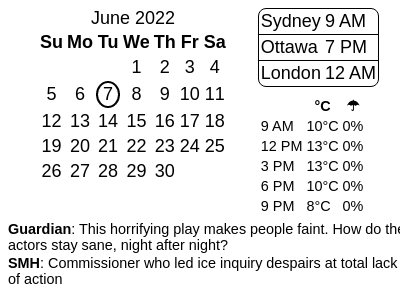 June 2022
Su Mo Tu We Th Fr Sa
1 2 3 4
5 6 7 8 9 10 11
12 13 14 15 16 17 18
19 20 21 22 23 24 25
26 27 28 29 30
Sydney 9 AM
Ottawa 7 PM
London 12 AM
°C ☂
9 AM 10°C 0%
12 PM 13°C 0%
3 PM 13°C 0%
6 PM 10°C 0%
9 PM 8°C 0%
Guardian: This horrifying play makes people faint. How do the
actors stay sane, night after night?
SMH: Commissioner who led ice inquiry despairs at total lack
of action